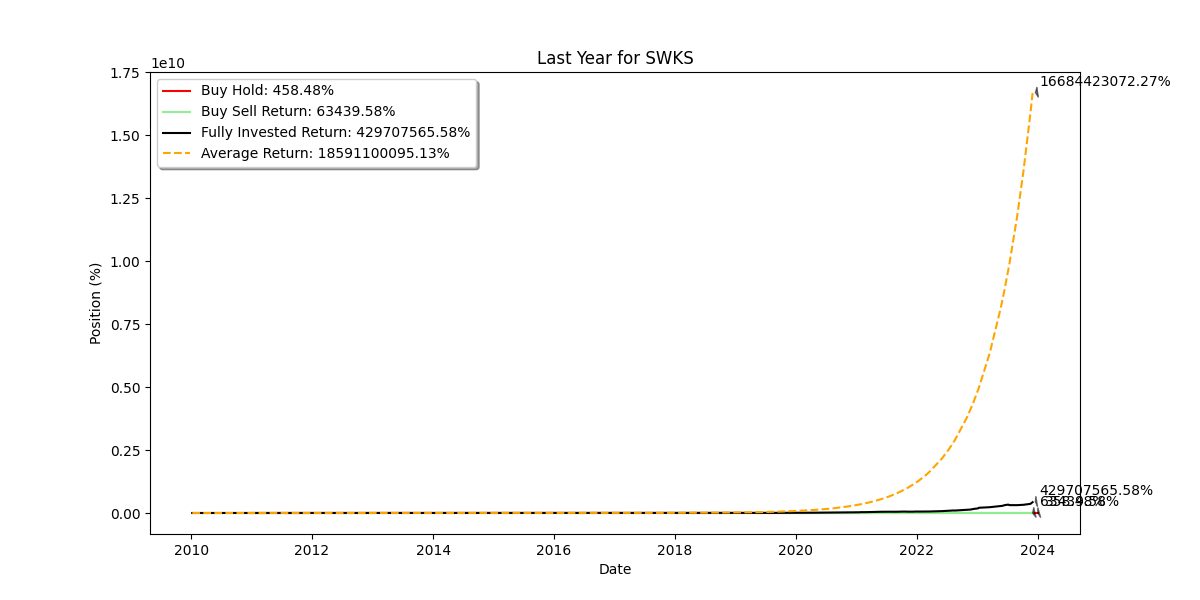 Last Year for SWKS
1e10
1.75
1.50
1.25
1.00
0.75
0.50
0.25
0.00
Position (%)
Buy Hold: 458.48%
Buy Sell Return: 63439.58%
Fully Invested Return: 429707565.58%
Average Return: 18591100095.13%
16684423072.27%
429707565.58%
63439.58%
2010
2012
2014
2016
2018
2020
2022
2024
Date